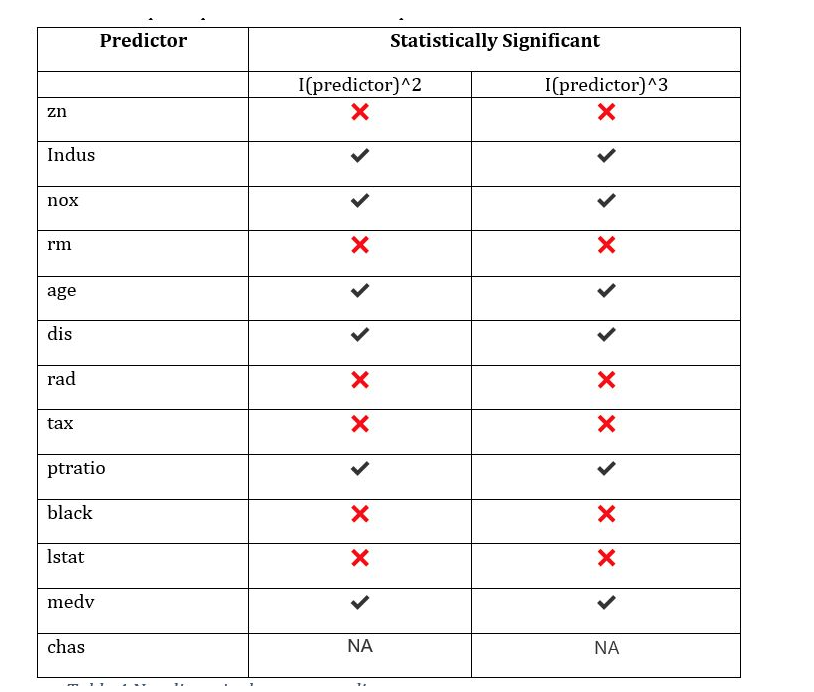 Predictor Statistically Significant
I(predictor)^2 I(predictor)^3
zn ❌ ❌
Indus ✔ ✔
nox ✔ ✔
rm ❌ ❌
age ✔ ✔
dis ✔ ✔
rad ❌ ❌
tax ❌ ❌
ptratio ✔ ✔
black ❌ ❌
lstat ❌ ❌
medv ✔ ✔
chas NA NA